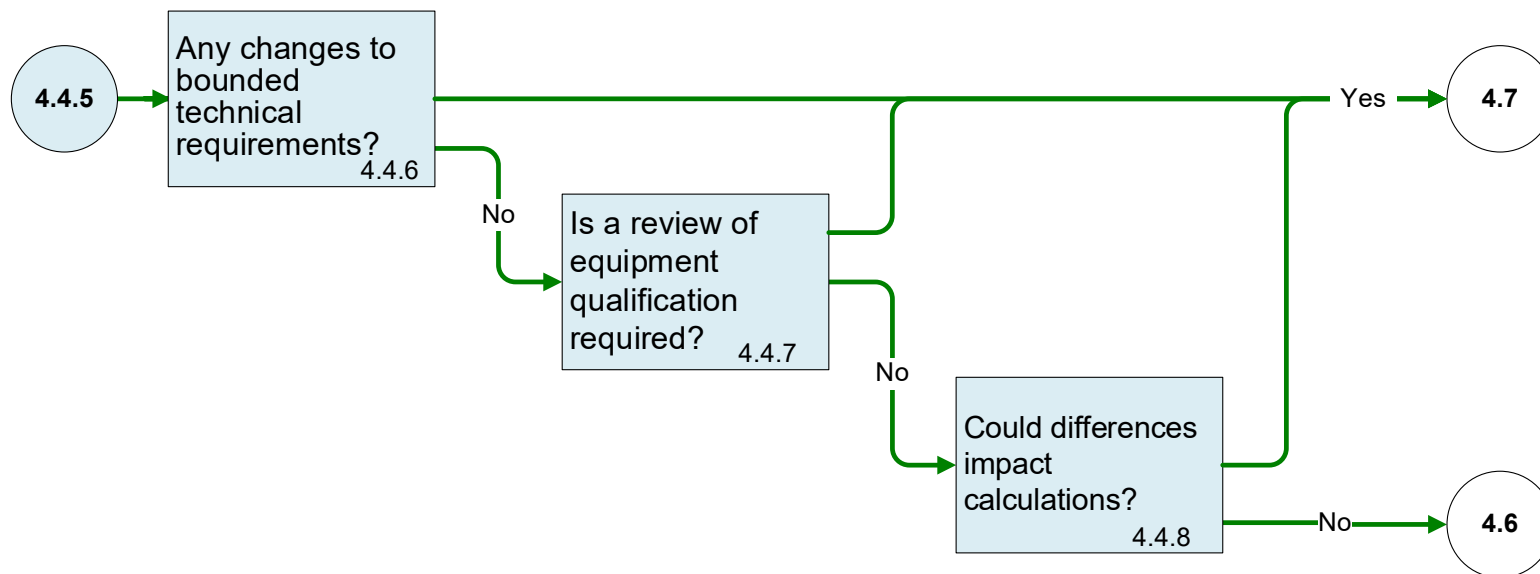 4.4.5
Any changes to
bounded
technical
requirements?
4.4.6
Yes
4.7
No
Is a review of
equipment
qualification
required?
4.4.7
No
Could differences
impact
calculations?
4.4.8
No
4.6